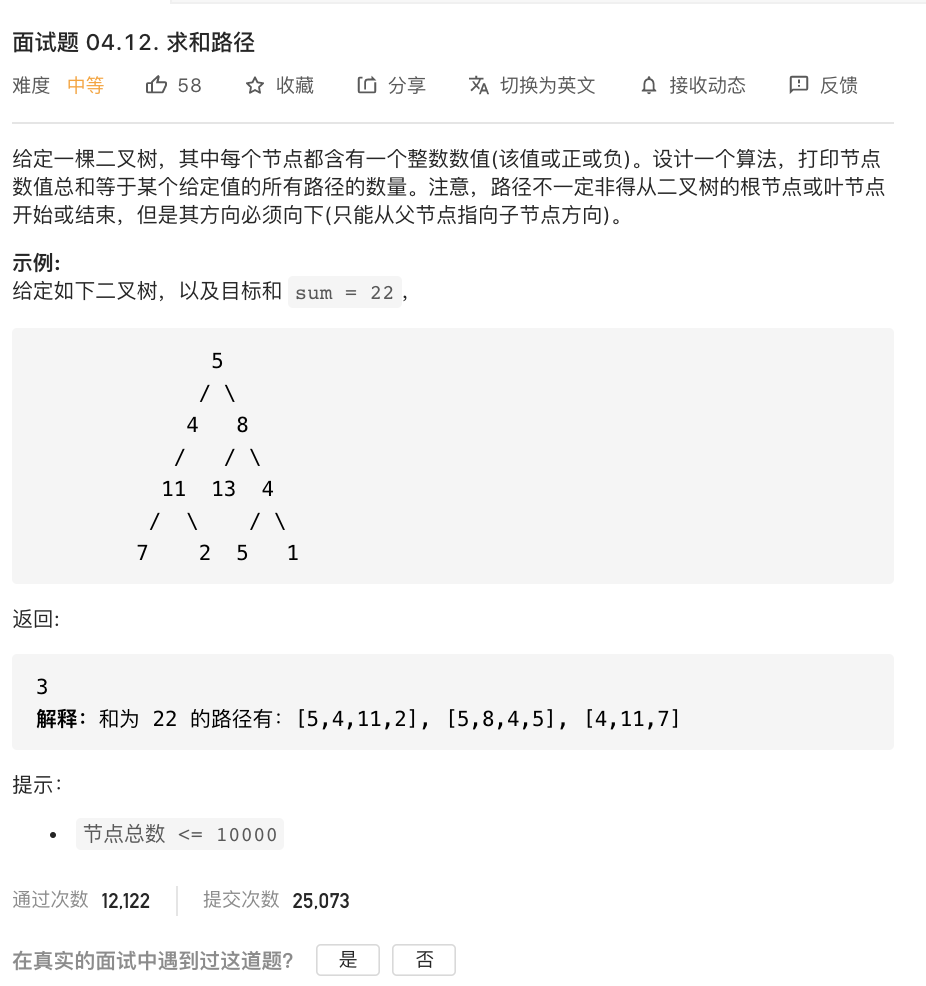 面试题 04.12. 求和路径
难度 中等 58 收藏 分享 切换为英文 接收动态 反馈
给定一棵二叉树，其中每个节点都含有一个整数数值(该值或正或负)。设计一个算法，打印节点
数值总和等于某个给定值的所有路径的数量。注意，路径不一定非得从二叉树的根节点或叶节点
开始或结束，但是其方向必须向下(只能从父节点指向子节点方向)。
示例:
给定如下二叉树，以及目标和 sum = 22，
5
/ \
4 8
/ / \
11 13 4
/ \ / \
7 2 5 1
返回:
3
解释：和为 22 的路径有：[5,4,11,2], [5,8,4,5], [4,11,7]
提示：
• 节点总数 <= 10000
通过次数 12,122 提交次数 25,073
在真实的面试中遇到过这道题? 是 否